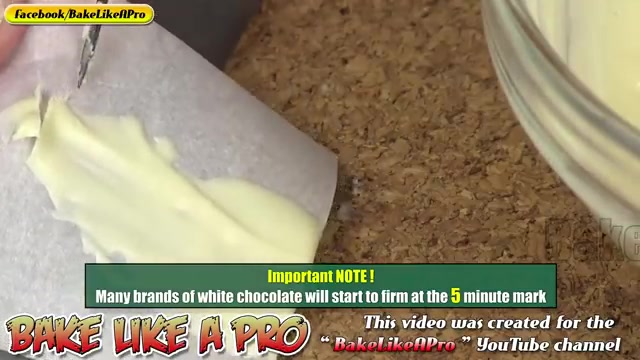 Facebook/BakeLikeAPro
Bake
Important NOTE !
Many brands of white chocolate will start to firm at the 5 minute mark
BAKE LIKE A PRO
This video was created for the
“ BakeLikeAPro ” YouTube channel